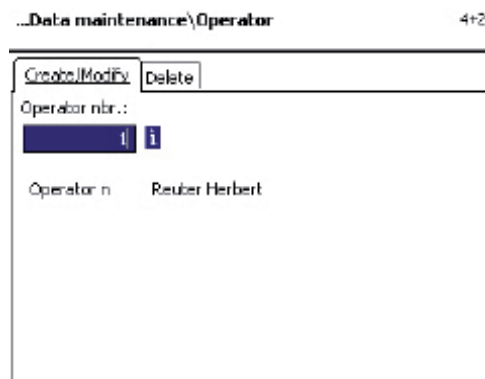 ...Data maintenance\Operator 4+2
Create/Modify Delete
Operator nbr.:
1 i
Operator n Reuter Herbert